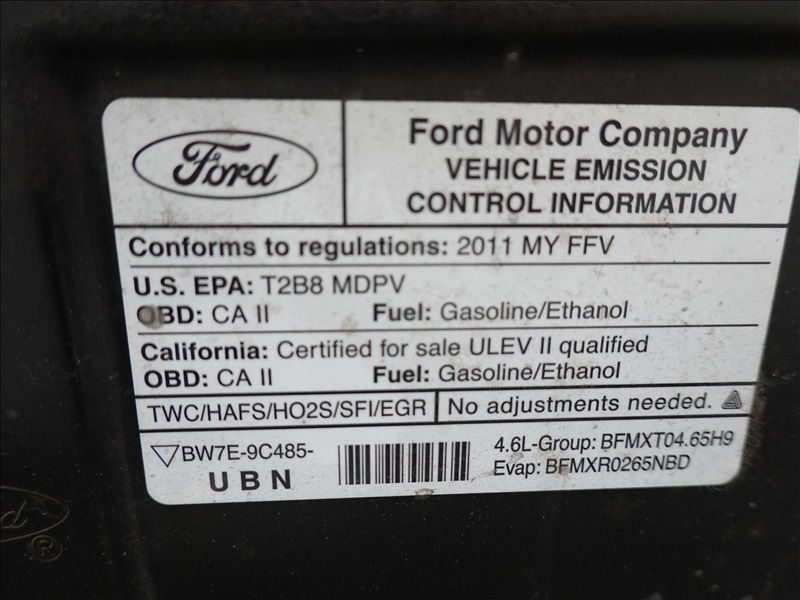 Ford
Ford Motor Company
VEHICLE EMISSION
CONTROL INFORMATION
Conforms to regulations: 2011 MY FFV
U.S. EPA: T2B8 MDPV
OBD: CA II Fuel: Gasoline/Ethanol
California: Certified for sale ULEV II qualified
OBD: CA II Fuel: Gasoline/Ethanol
TWC/HAFS/HO2S/SFI/EGR No adjustments needed.
BW7E-9C485-
UBN
4.6L-Group: BFMXT04.65H9
Evap: BFMXR0265NBD
®